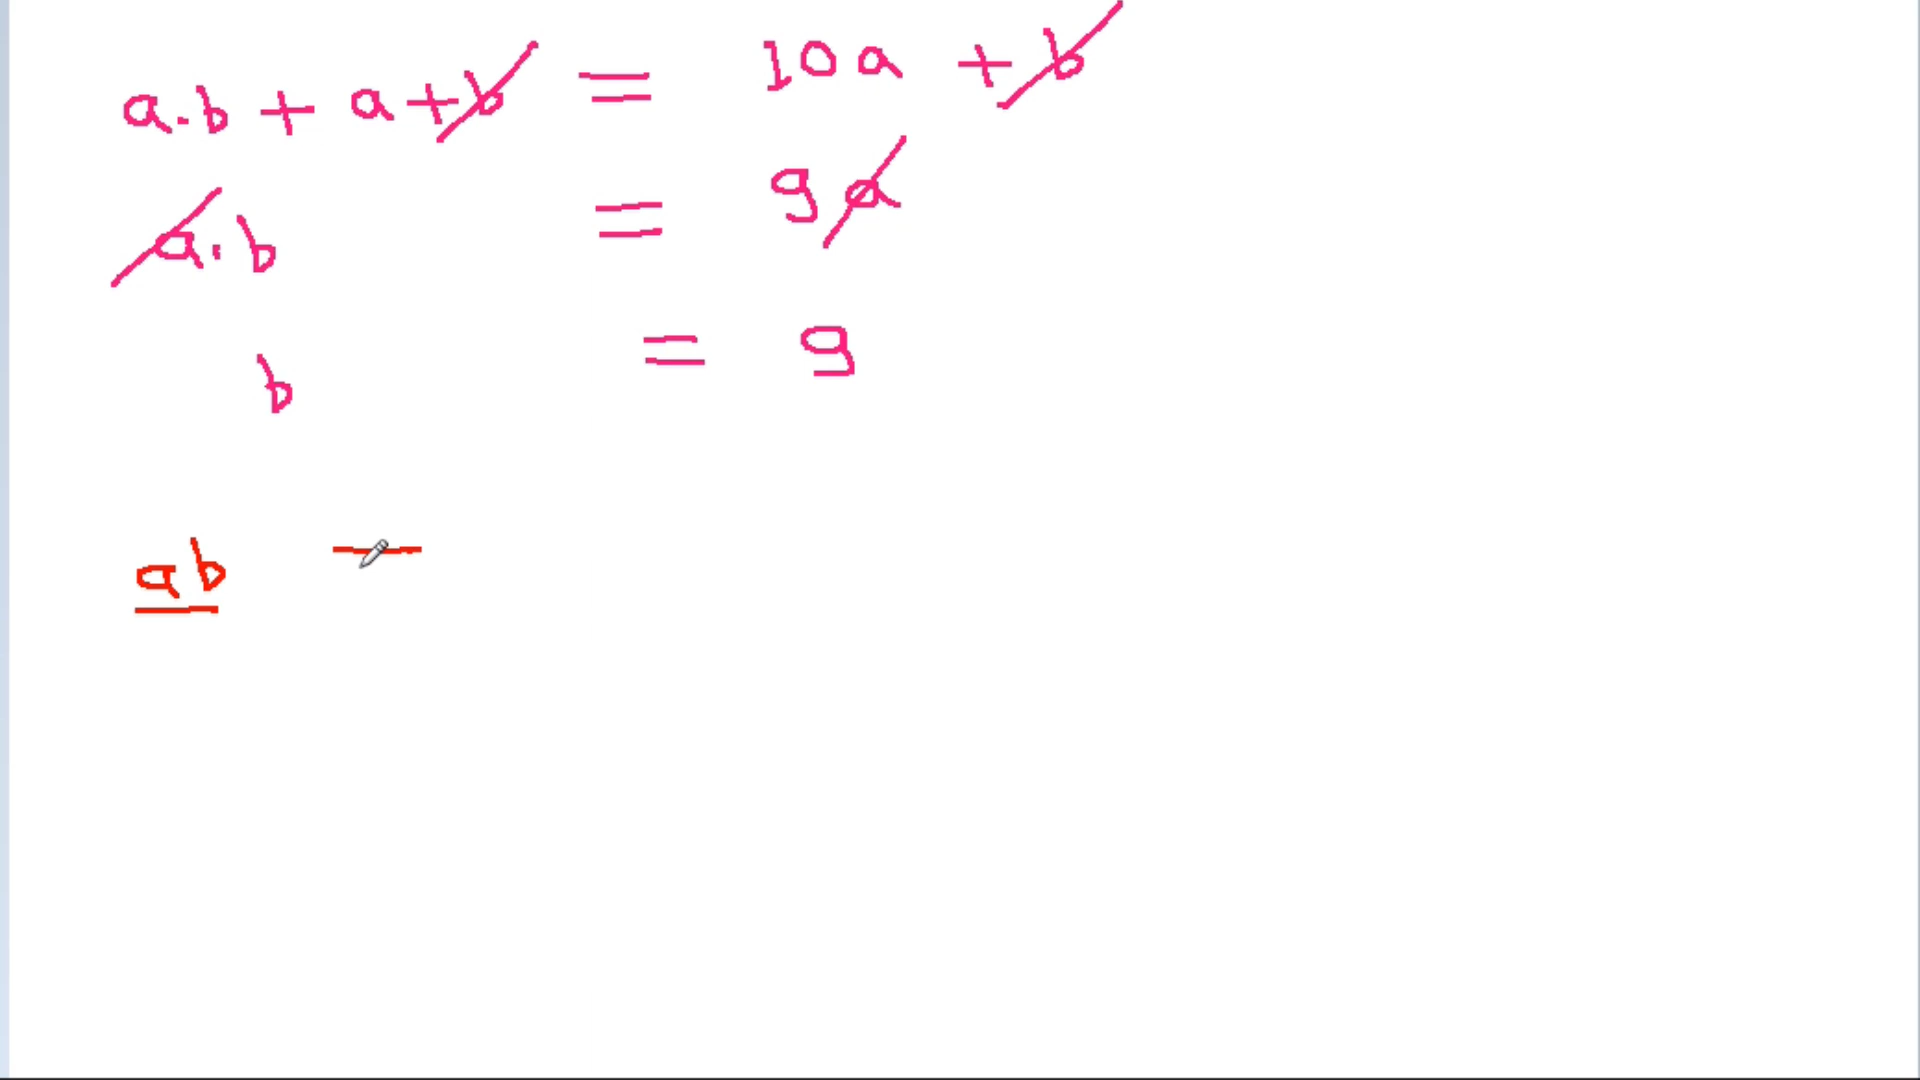 a.b + a + b = 10a + b
a.b = 9a
b = 9
ab